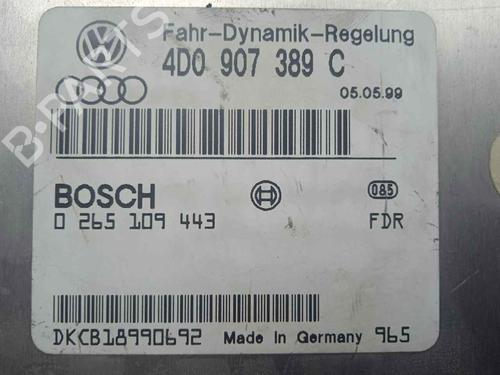 Fahr-Dynamik-Regelung
4D0 907 389 C
05.05.99
BOSCH
085
0 265 109 443
FDR
DKCB18990692 Made in Germany 965
B-PARTS